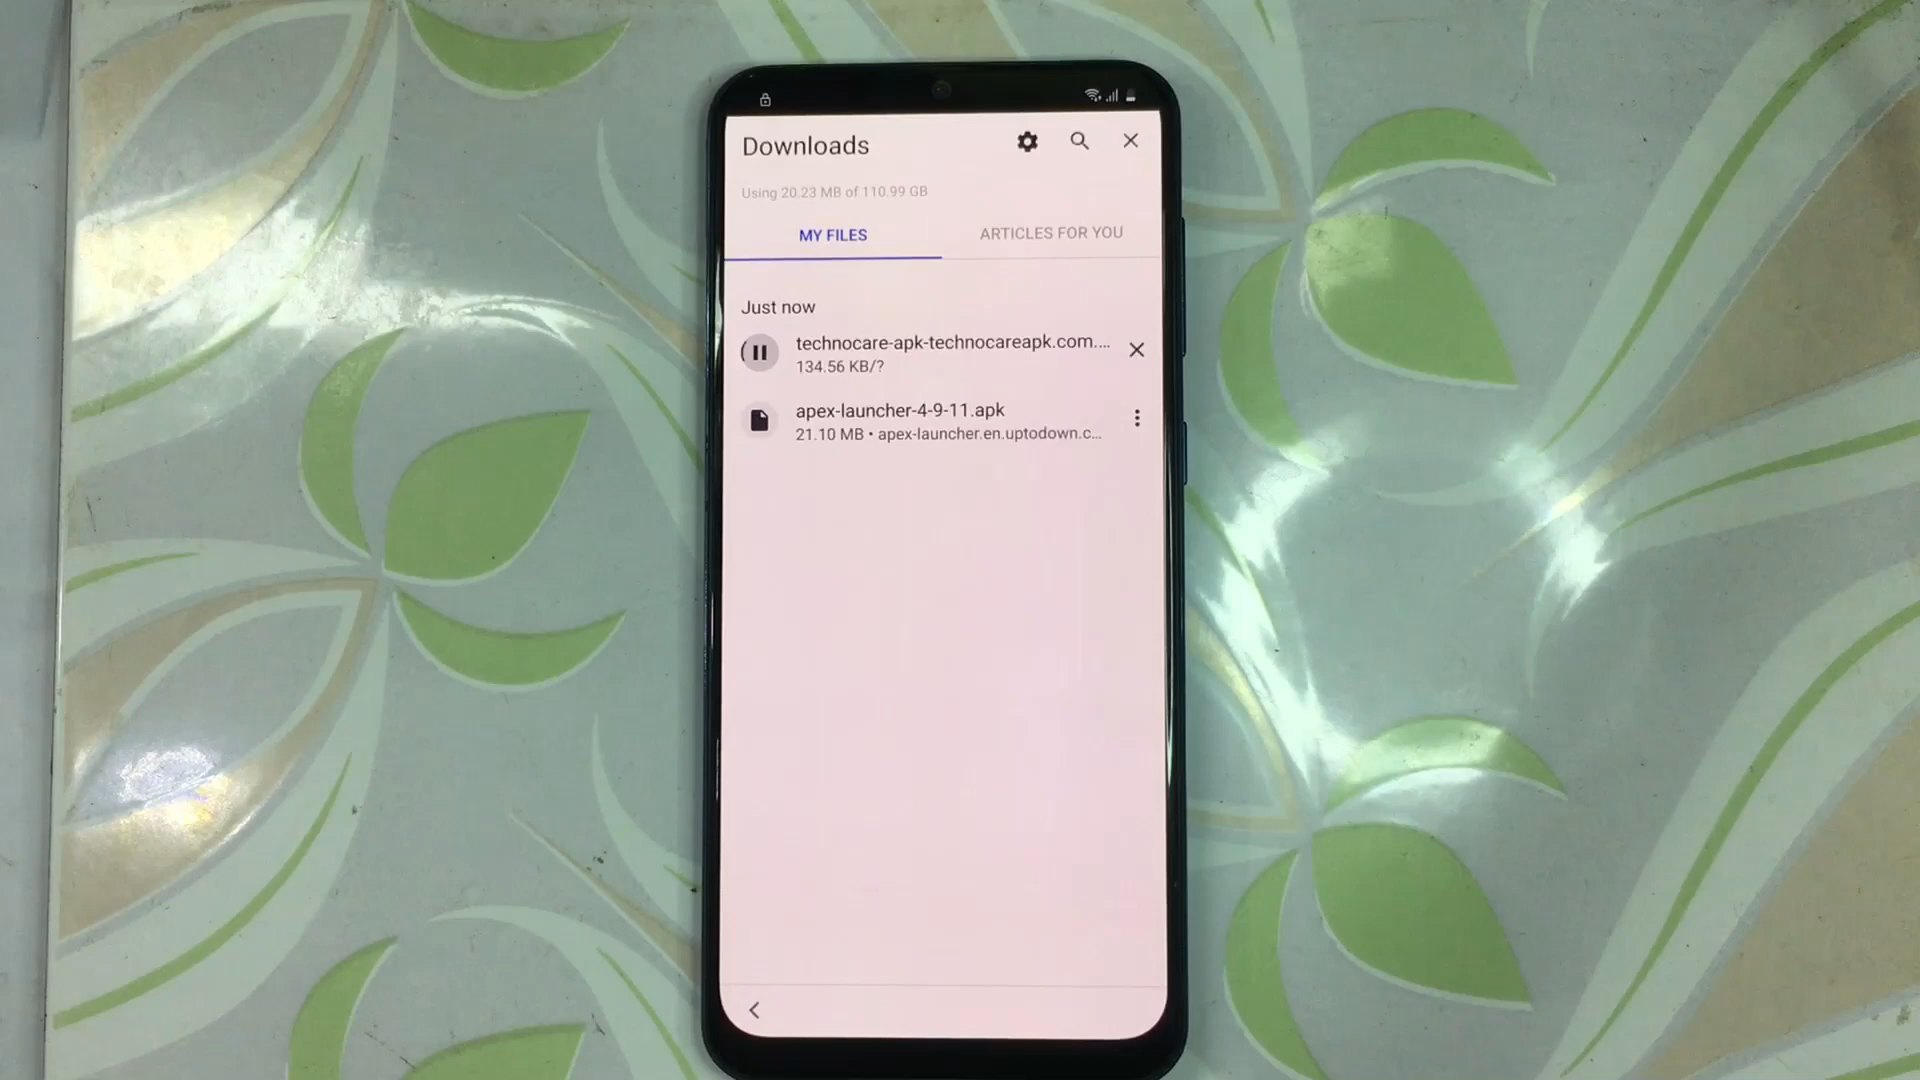 Downloads
Using 20.23 MB of 110.99 GB
MY FILES
ARTICLES FOR YOU
Just now
technocare-apk-technocareapk.com....
134.56 KB/?
apex-launcher-4-9-11.apk
21.10 MB • apex-launcher.en.uptodown.c...